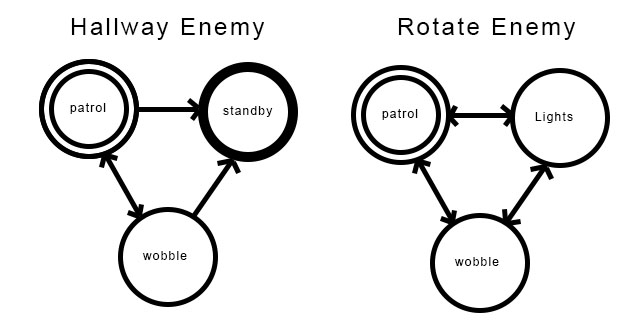 Hallway Enemy
Rotate Enemy
patrol
standby
wobble
patrol
Lights
wobble